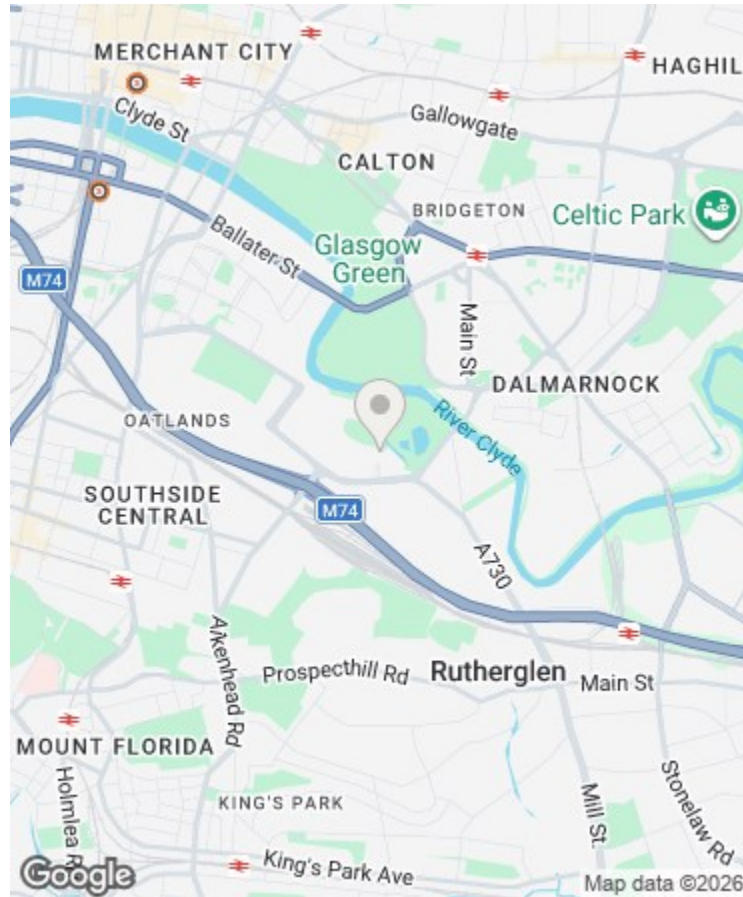 MERCHANT CITY
HAGHIL
Clyde St
Gallowgate
CALTON
BRIDGETON
Celtic Park
Ballater St
Glasgow
Green
M74
Main St
DALMARNOCK
OATLANDS
River Clyde
SOUTHSIDE
CENTRAL
M74
A730
Aikenhead Rd
Prospecthill Rd
Rutherglen
Main St
MOUNT FLORIDA
Holmlea R
KING'S PARK
Mill St.
Stonelaw Rd
King's Park Ave
Google
Map data ©2026